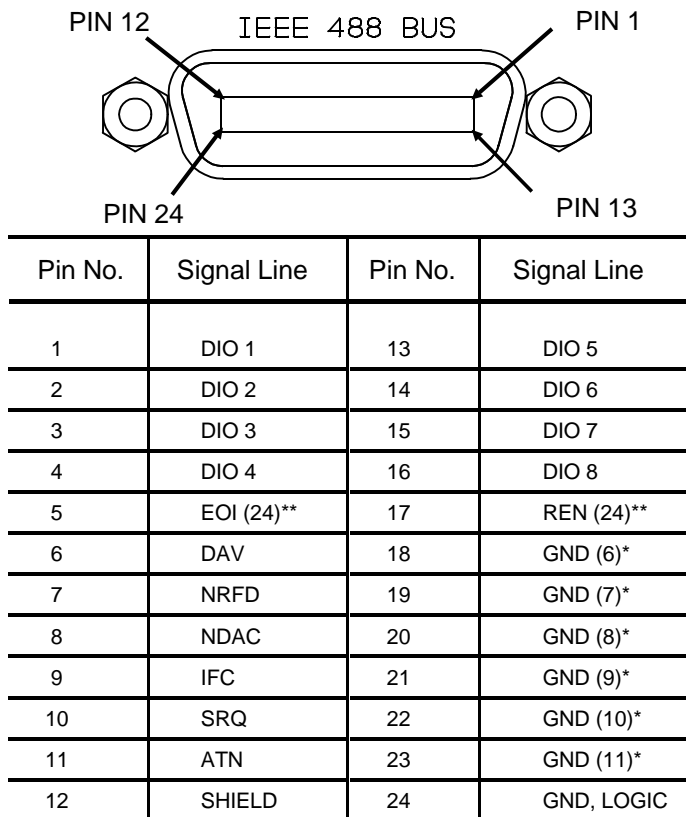 PIN 12 IEEE 488 BUS PIN 1
PIN 24 PIN 13
Pin No. Signal Line Pin No. Signal Line
1 DIO 1 13 DIO 5
2 DIO 2 14 DIO 6
3 DIO 3 15 DIO 7
4 DIO 4 16 DIO 8
5 EOI (24)** 17 REN (24)**
6 DAV 18 GND (6)*
7 NRFD 19 GND (7)*
8 NDAC 20 GND (8)*
9 IFC 21 GND (9)*
10 SRQ 22 GND (10)*
11 ATN 23 GND (11)*
12 SHIELD 24 GND, LOGIC